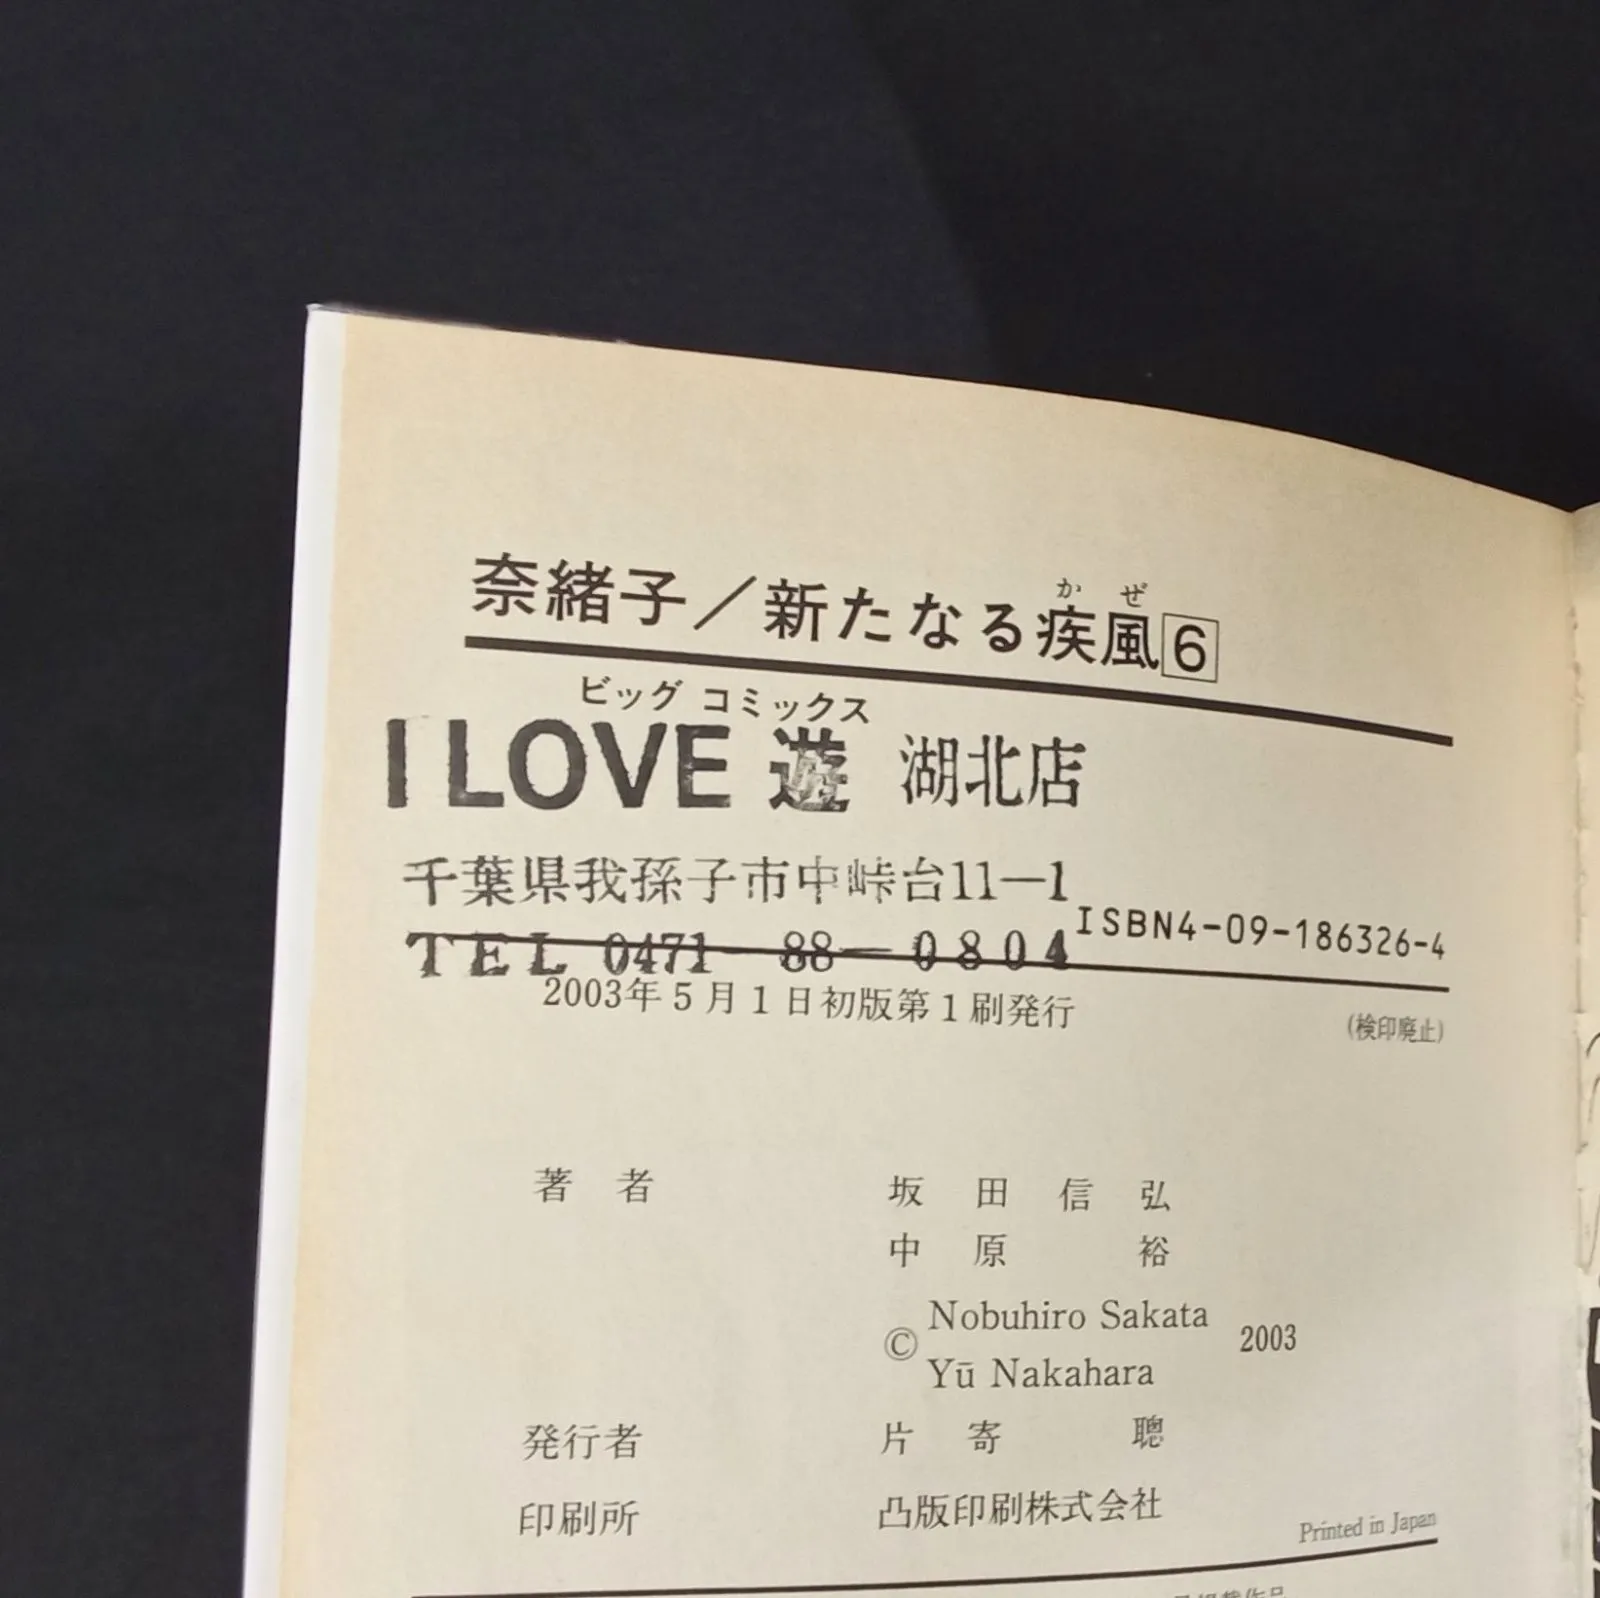 奈緒子／新たなる疾風6
かぜ
ビッグ コミックス
I LOVE 遊 湖北店
千葉県我孫子市中峠台11－1
ISBN4-09-186326-4
TEL 0471－88－0804
2003年5月1日初版第1刷発行
(検印廃止)
著者 坂田信弘
中原 裕
© Nobuhiro Sakata 2003
Yū Nakahara
発行者 片寄 聰
印刷所 凸版印刷株式会社
Printed in Japan